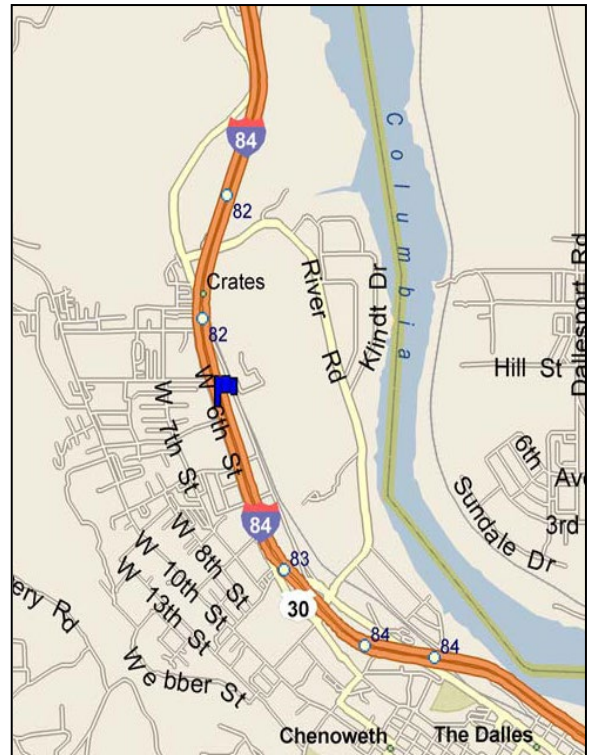 84
82
Columbia
Crates
82
River Rd
Klindt Dr
Dallesport Rd
Hill St
W 6th St
W 7th St
6th
Ave
3rd
Sundale Dr
84
W 8th St
W 10th St
W 13th St
83
30
ery Rd
84
84
Webber St
Chenoweth
The Dalles